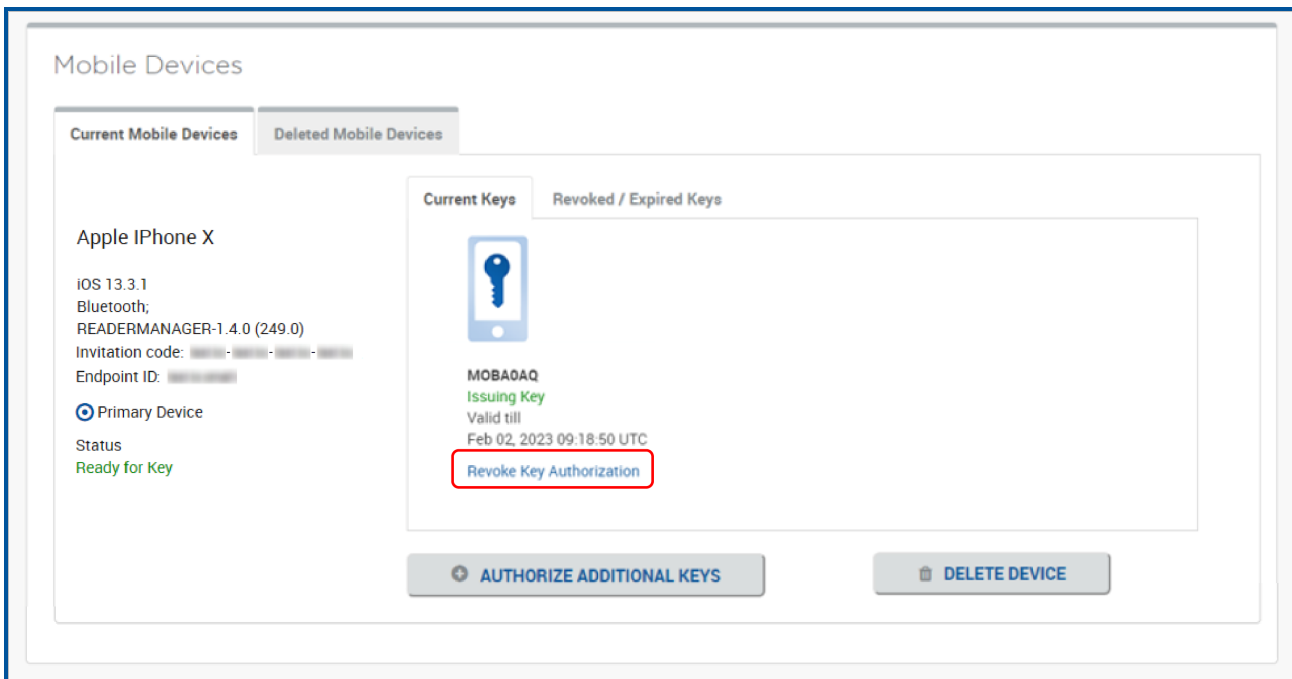 Mobile Devices
Current Mobile Devices
Deleted Mobile Devices
Apple IPhone X
iOS 13.3.1
Bluetooth;
READERMANAGER-1.4.0 (249.0)
Invitation code:
Endpoint ID:
Primary Device
Status
Ready for Key
Current Keys
Revoked / Expired Keys
MOBA0AQ
Issuing Key
Valid till
Feb 02, 2023 09:18:50 UTC
Revoke Key Authorization
AUTHORIZE ADDITIONAL KEYS
DELETE DEVICE